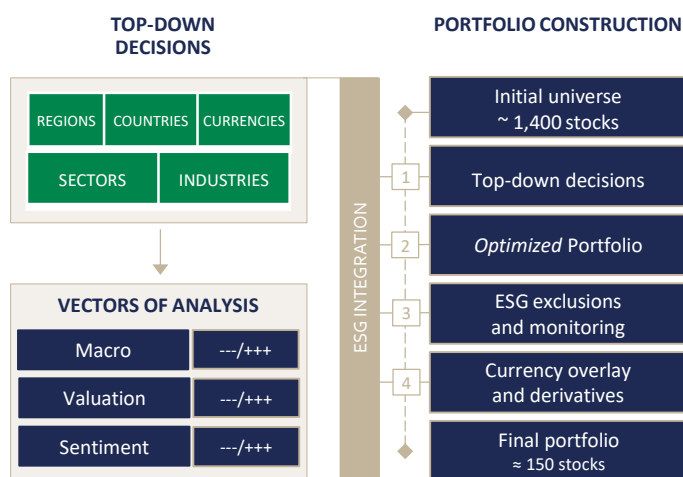 TOP-DOWN
DECISIONS
REGIONS
COUNTRIES
CURRENCIES
SECTORS
INDUSTRIES
VECTORS OF ANALYSIS
Macro
---/+++
Valuation
---/+++
Sentiment
---/+++
ESG INTEGRATION
PORTFOLIO CONSTRUCTION
Initial universe
~ 1,400 stocks
1
Top-down decisions
2
Optimized Portfolio
3
ESG exclusions
and monitoring
4
Currency overlay
and derivatives
Final portfolio
≈ 150 stocks